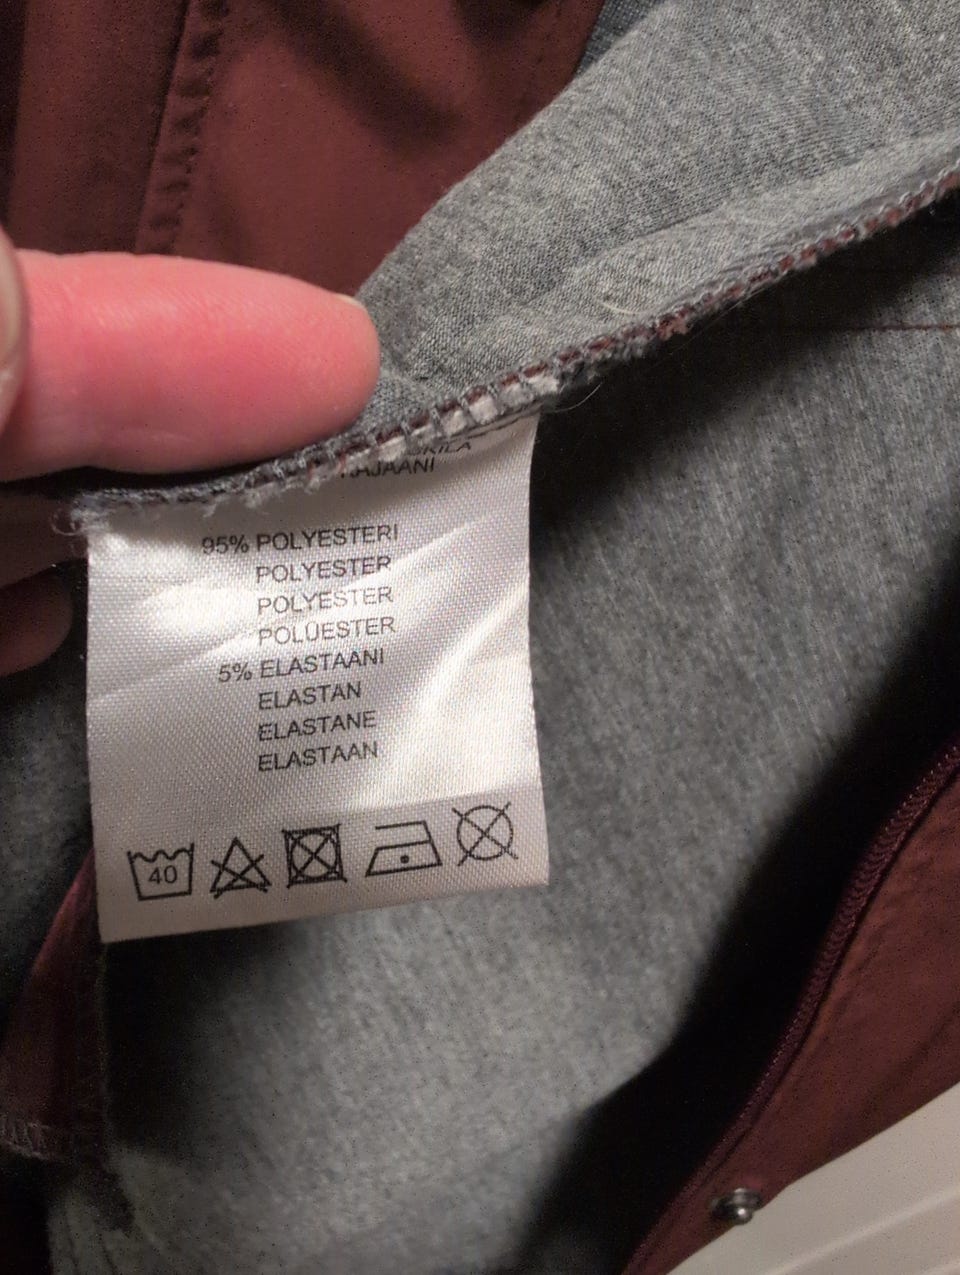 KAJAANI
95% POLYESTERI
POLYESTER
POLYESTER
POLÜESTER
5% ELASTAANI
ELASTAN
ELASTANE
ELASTAAN
40